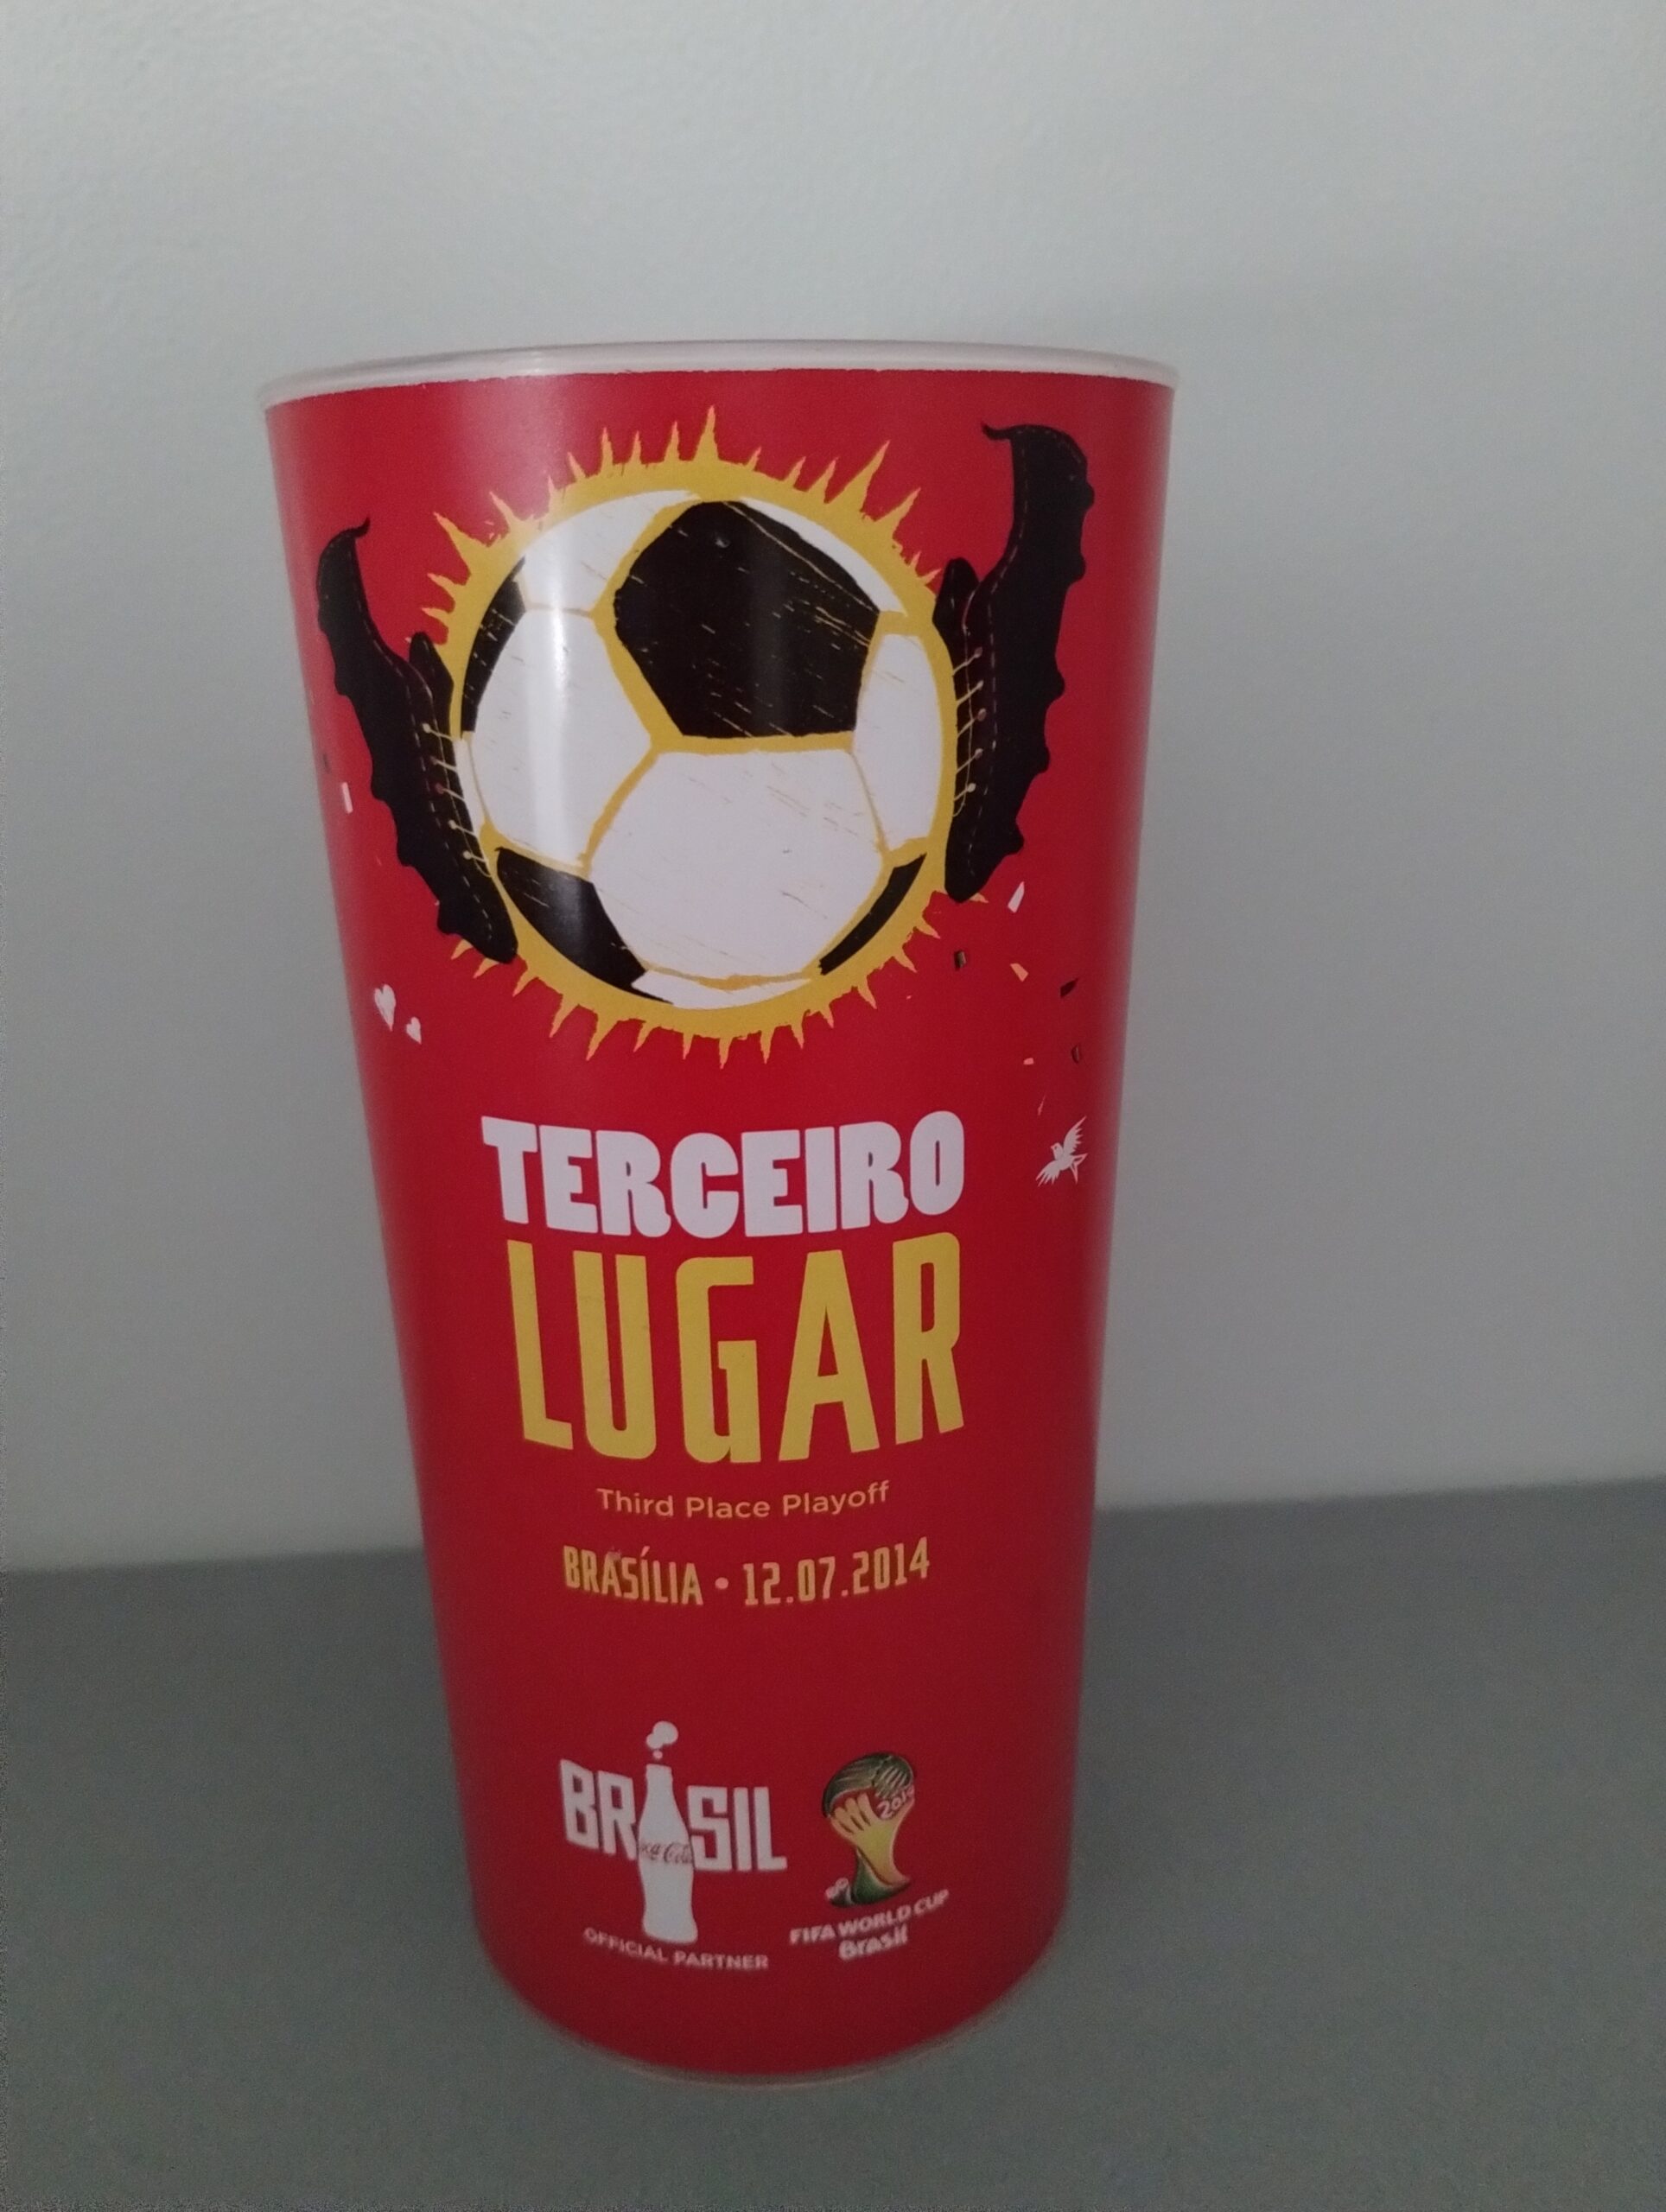 TERCEIRO
LUGAR
Third Place Playoff
BRASÍLIA • 12.07.2014
BRASIL
Coca-Cola
OFFICIAL PARTNER
2014
FIFA WORLD CUP
Brasil